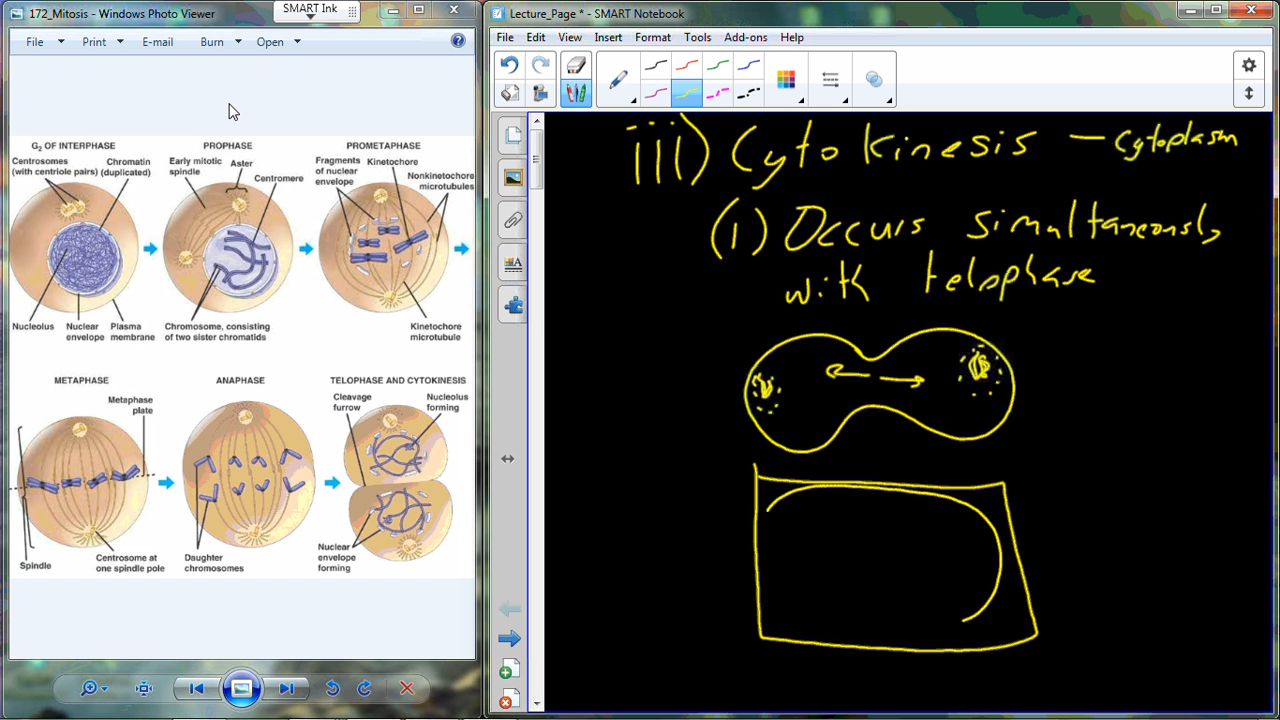 172_Mitosis - Windows Photo Viewer
SMART Ink
File Print E-mail Burn Open
G2 OF INTERPHASE
Centrosomes
(with centriole pairs)
Chromatin
(duplicated)
Nucleolus
Nuclear
envelope
Plasma
membrane
PROPHASE
Early mitotic
spindle
Aster
Centromere
Chromosome, consisting
of two sister chromatids
PROMETAPHASE
Fragments
of nuclear
envelope
Kinetochore
Nonkinetochore
microtubules
Kinetochore
microtubule
METAPHASE
Metaphase
plate
Spindle
Centrosome at
one spindle pole
ANAPHASE
Daughter
chromosomes
TELOPHASE AND CYTOKINESIS
Cleavage
furrow
Nucleolus
forming
Nuclear
envelope
forming
Lecture_Page * - SMART Notebook
File Edit View Insert Format Tools Add-ons Help
iii) Cytokinesis — cytoplasm
(1) Occurs simultaneously
with telophase